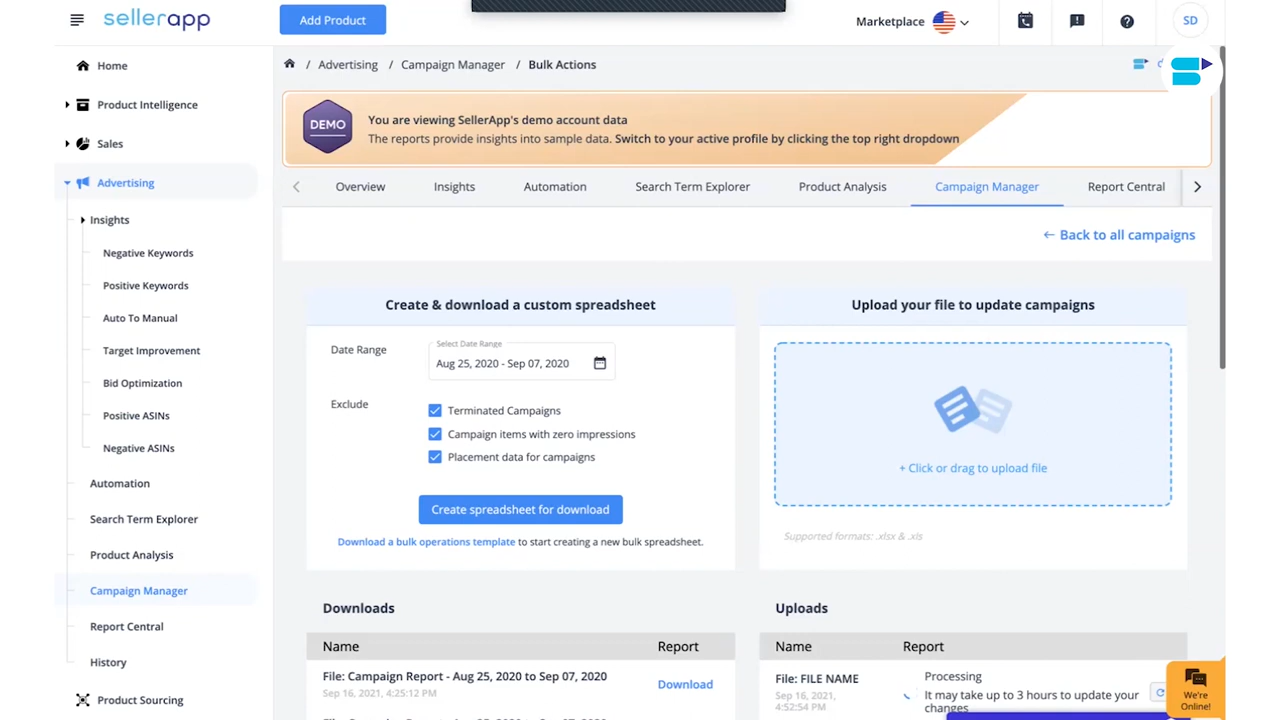 sellerapp
Add Product
Marketplace
SD
Home
Product Intelligence
Sales
Advertising
Insights
Negative Keywords
Positive Keywords
Auto To Manual
Target Improvement
Bid Optimization
Positive ASINs
Negative ASINs
Automation
Search Term Explorer
Product Analysis
Campaign Manager
Report Central
History
Product Sourcing
/ Advertising / Campaign Manager / Bulk Actions
DEMO
You are viewing SellerApp's demo account data
The reports provide insights into sample data. Switch to your active profile by clicking the top right dropdown
Overview Insights Automation Search Term Explorer Product Analysis Campaign Manager Report Central
← Back to all campaigns
Create & download a custom spreadsheet
Date Range
Select Date Range
Aug 25, 2020 - Sep 07, 2020
Exclude
Terminated Campaigns
Campaign items with zero impressions
Placement data for campaigns
Create spreadsheet for download
Download a bulk operations template to start creating a new bulk spreadsheet.
Upload your file to update campaigns
+ Click or drag to upload file
Supported formats: .xlsx & .xls
Downloads
Name Report
File: Campaign Report - Aug 25, 2020 to Sep 07, 2020
Sep 16, 2021, 4:25:12 PM
Download
Uploads
Name Report
File: FILE NAME
Sep 16, 2021,
4:52:54 PM
Processing
It may take up to 3 hours to update your
changes
We're
Online!